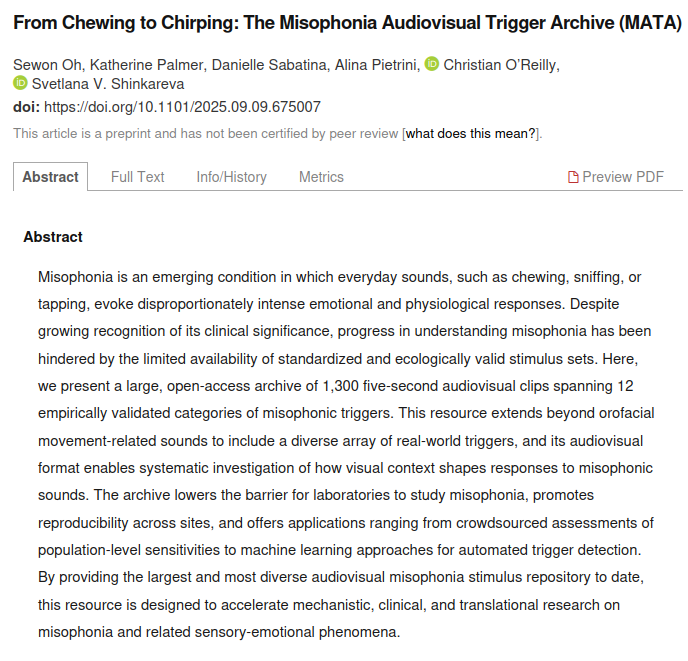 From Chewing to Chirping: The Misophonia Audiovisual Trigger Archive (MATA)
Sewon Oh, Katherine Palmer, Danielle Sabatina, Alina Pietrini, iD Christian O’Reilly,
iD Svetlana V. Shinkareva
doi: https://doi.org/10.1101/2025.09.09.675007
This article is a preprint and has not been certified by peer review [what does this mean?].
Abstract Full Text Info/History Metrics Preview PDF
Abstract
Misophonia is an emerging condition in which everyday sounds, such as chewing, sniffing, or
tapping, evoke disproportionately intense emotional and physiological responses. Despite
growing recognition of its clinical significance, progress in understanding misophonia has been
hindered by the limited availability of standardized and ecologically valid stimulus sets. Here,
we present a large, open-access archive of 1,300 five-second audiovisual clips spanning 12
empirically validated categories of misophonic triggers. This resource extends beyond orofacial
movement-related sounds to include a diverse array of real-world triggers, and its audiovisual
format enables systematic investigation of how visual context shapes responses to misophonic
sounds. The archive lowers the barrier for laboratories to study misophonia, promotes
reproducibility across sites, and offers applications ranging from crowdsourced assessments of
population-level sensitivities to machine learning approaches for automated trigger detection.
By providing the largest and most diverse audiovisual misophonia stimulus repository to date,
this resource is designed to accelerate mechanistic, clinical, and translational research on
misophonia and related sensory-emotional phenomena.